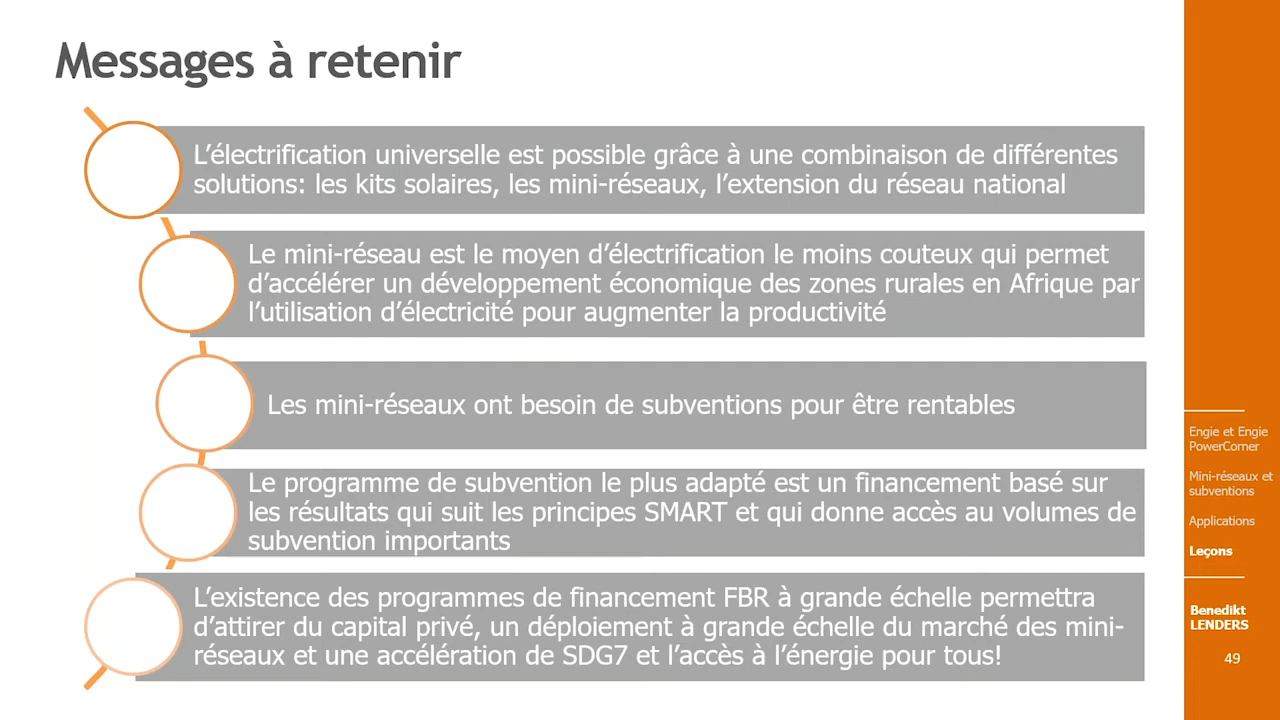 Messages à retenir
L’électrification universelle est possible grâce à une combinaison de différentes
solutions: les kits solaires, les mini-réseaux, l’extension du réseau national
Le mini-réseau est le moyen d’électrification le moins couteux qui permet
d’accélérer un développement économique des zones rurales en Afrique par
l’utilisation d’électricité pour augmenter la productivité
Les mini-réseaux ont besoin de subventions pour être rentables
Le programme de subvention le plus adapté est un financement basé sur
les résultats qui suit les principes SMART et qui donne accès au volumes de
subvention importants
L’existence des programmes de financement FBR à grande échelle permettra
d’attirer du capital privé, un déploiement à grande échelle du marché des mini-
réseaux et une accélération de SDG7 et l’accès à l’énergie pour tous!
Engie et Engie
PowerCorner
Mini-réseaux et
subventions
Applications
Leçons
Benedikt
LENDERS
49